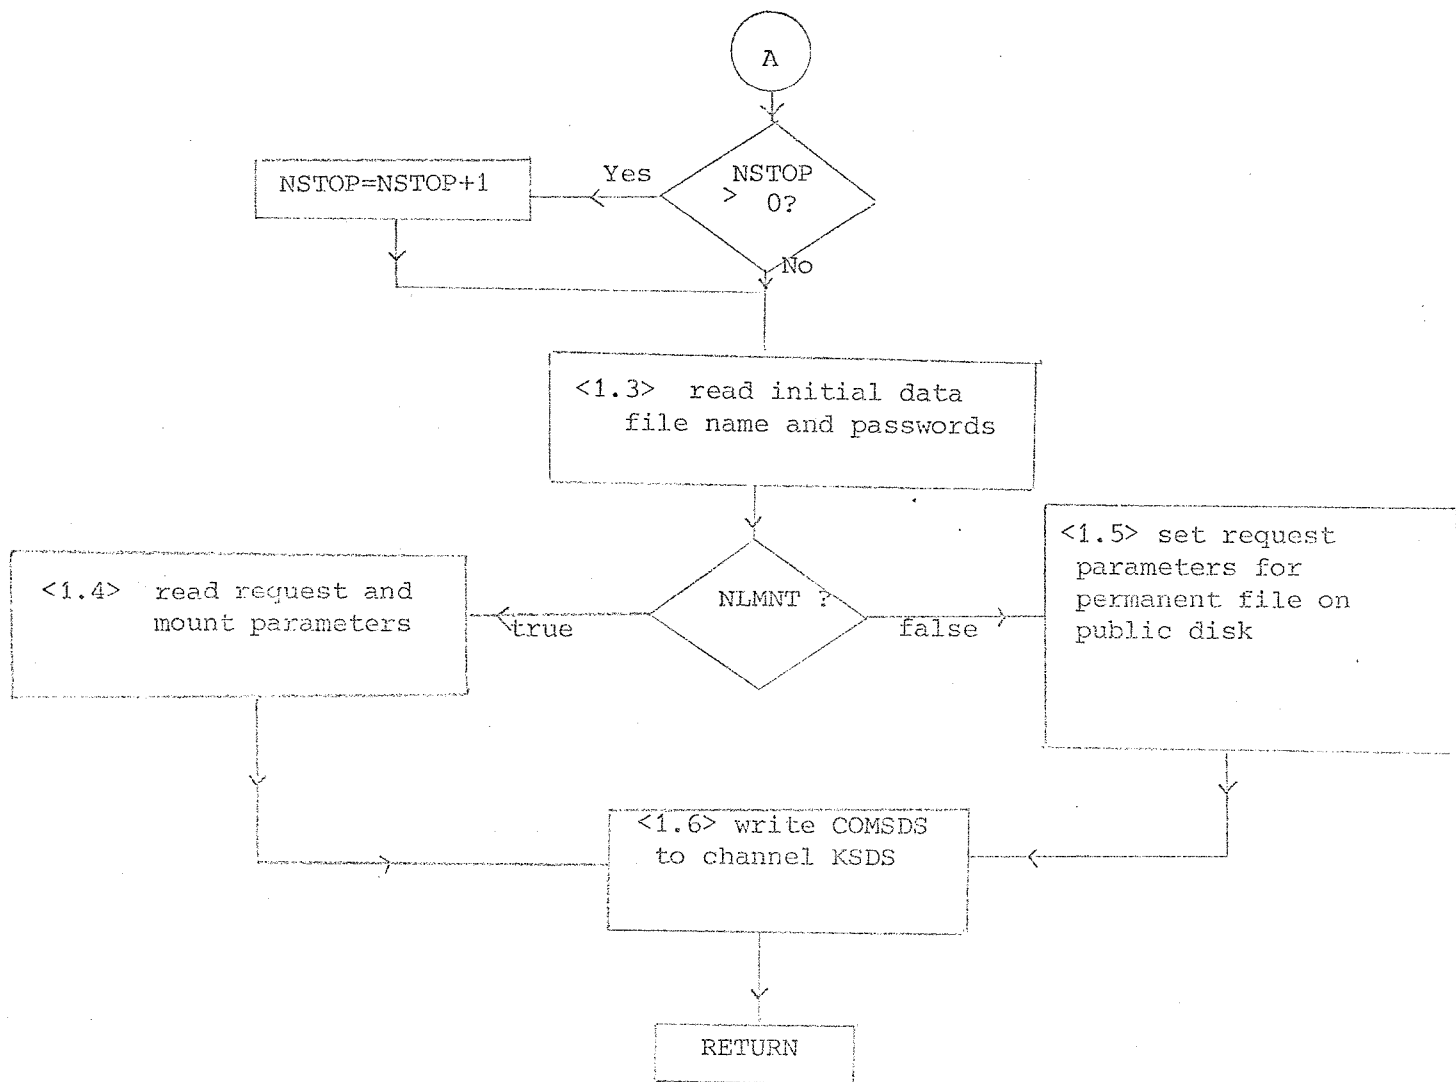 A
NSTOP
> 0?
Yes
NSTOP=NSTOP+1
No
<1.3> read initial data
file name and passwords
NLMNT ?
true
false
<1.4> read request and
mount parameters
<1.5> set request
parameters for
permanent file on
public disk
<1.6> write COMSDS
to channel KSDS
RETURN